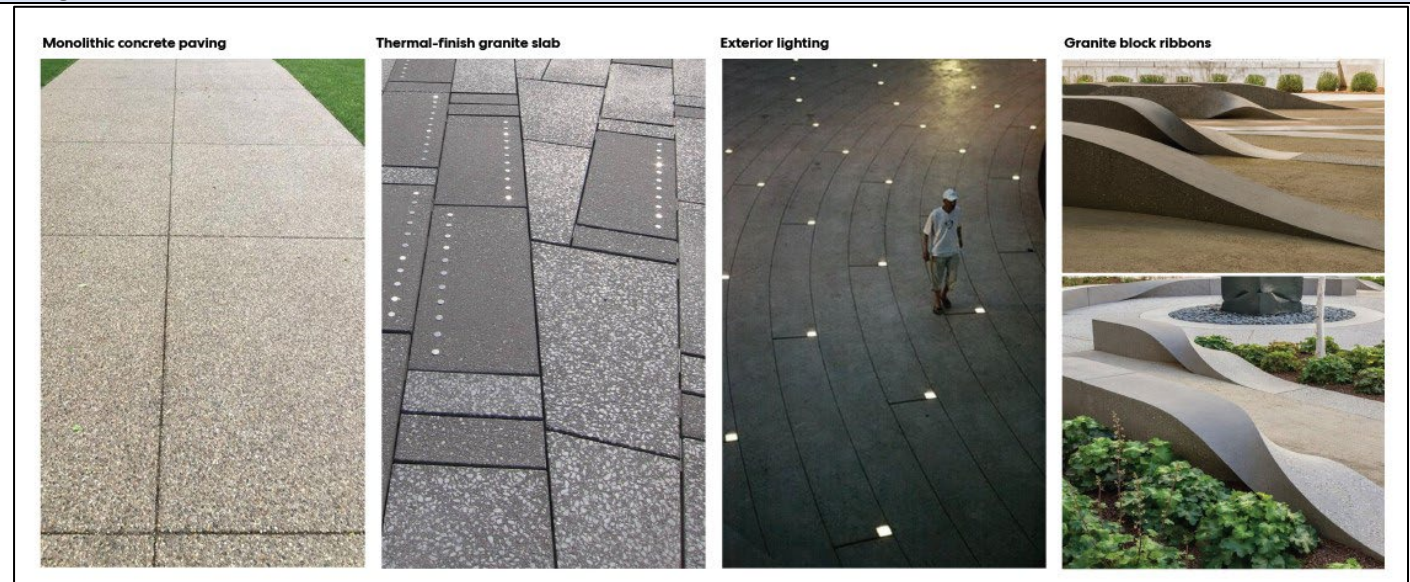 Monolithic concrete paving
Thermal-finish granite slab
Exterior lighting
Granite block ribbons